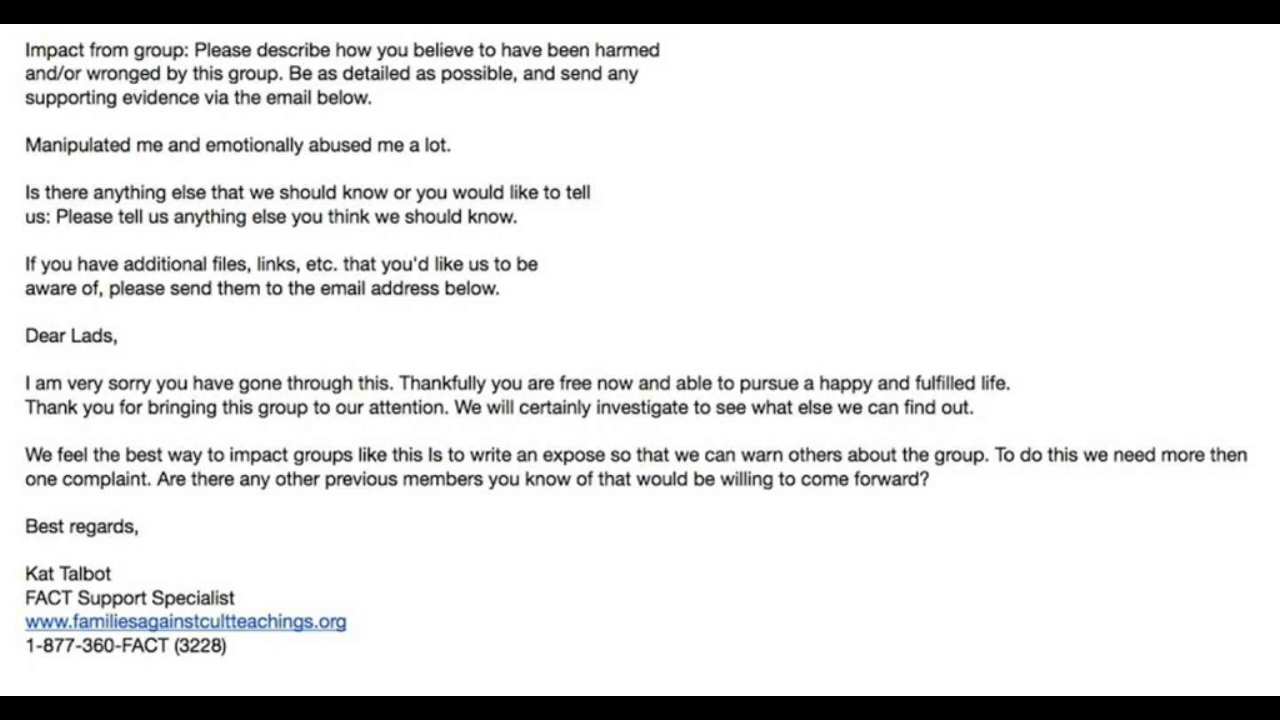 Impact from group: Please describe how you believe to have been harmed
and/or wronged by this group. Be as detailed as possible, and send any
supporting evidence via the email below.
Manipulated me and emotionally abused me a lot.
Is there anything else that we should know or you would like to tell
us: Please tell us anything else you think we should know.
If you have additional files, links, etc. that you'd like us to be
aware of, please send them to the email address below.
Dear Lads,
I am very sorry you have gone through this. Thankfully you are free now and able to pursue a happy and fulfilled life.
Thank you for bringing this group to our attention. We will certainly investigate to see what else we can find out.
We feel the best way to impact groups like this Is to write an expose so that we can warn others about the group. To do this we need more then
one complaint. Are there any other previous members you know of that would be willing to come forward?
Best regards,
Kat Talbot
FACT Support Specialist
www.familiesagainstcultteachings.org
1-877-360-FACT (3228)